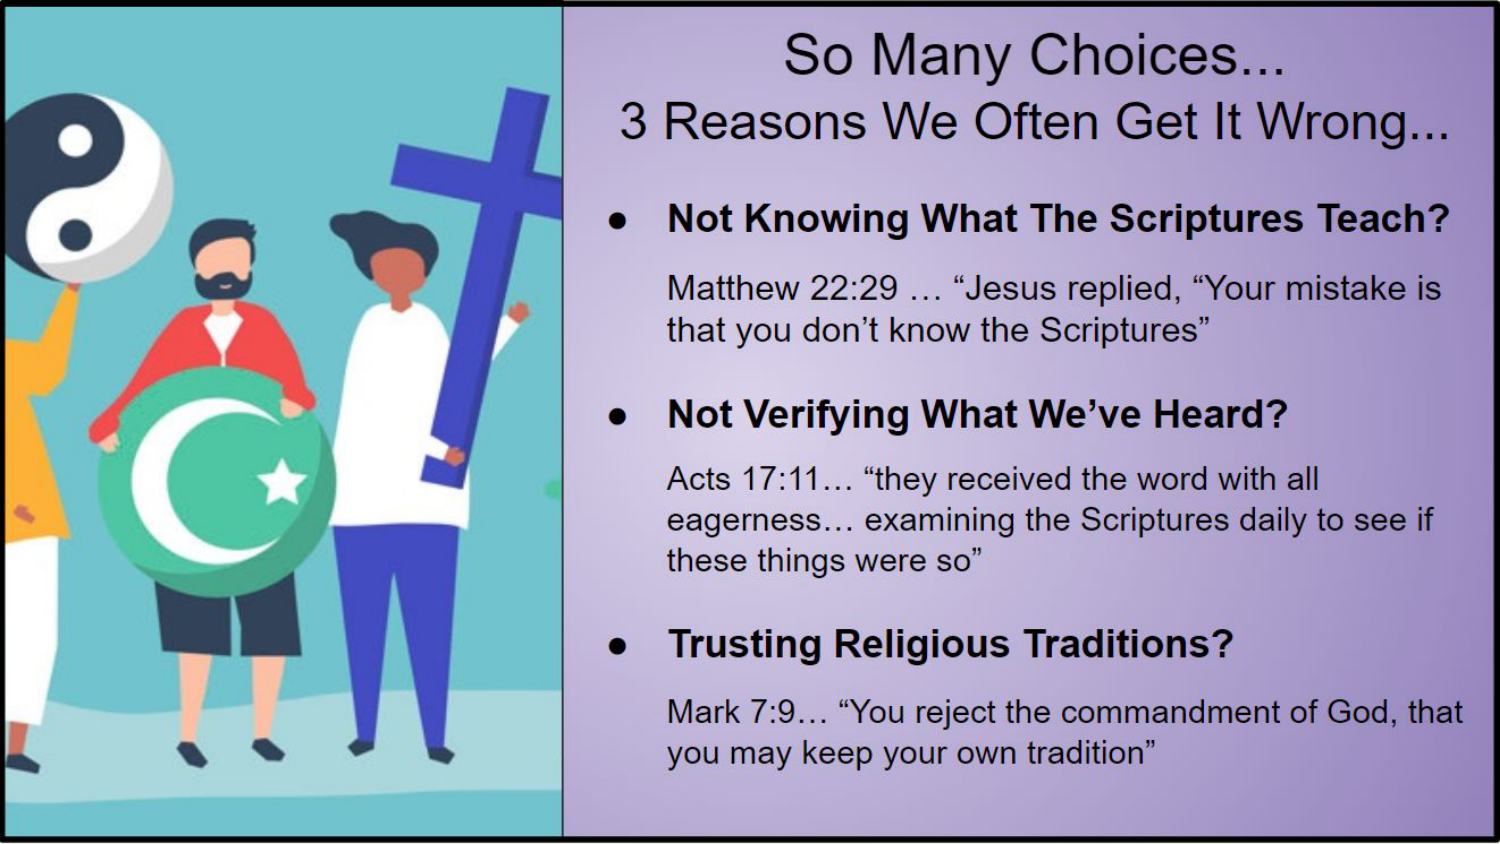 So Many Choices...
3 Reasons We Often Get It Wrong...
● Not Knowing What The Scriptures Teach?
Matthew 22:29 … “Jesus replied, “Your mistake is
that you don’t know the Scriptures”
● Not Verifying What We’ve Heard?
Acts 17:11… “they received the word with all
eagerness… examining the Scriptures daily to see if
these things were so”
● Trusting Religious Traditions?
Mark 7:9… “You reject the commandment of God, that
you may keep your own tradition”